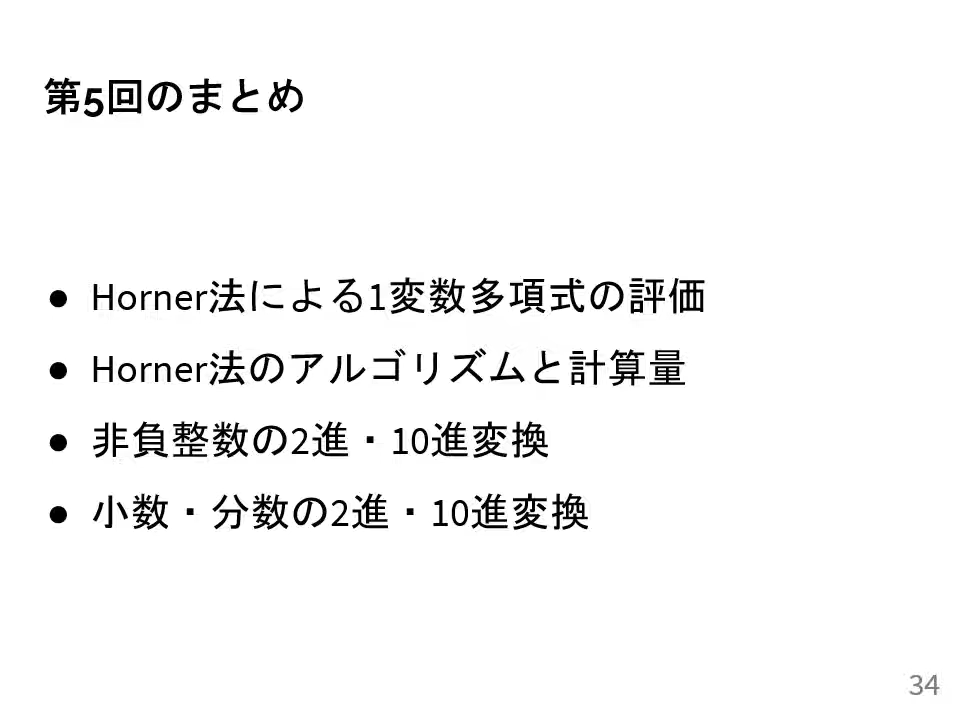 第5回のまとめ
● Horner法による1変数多項式の評価
● Horner法のアルゴリズムと計算量
● 非負整数の2進・10進変換
● 小数・分数の2進・10進変換
34